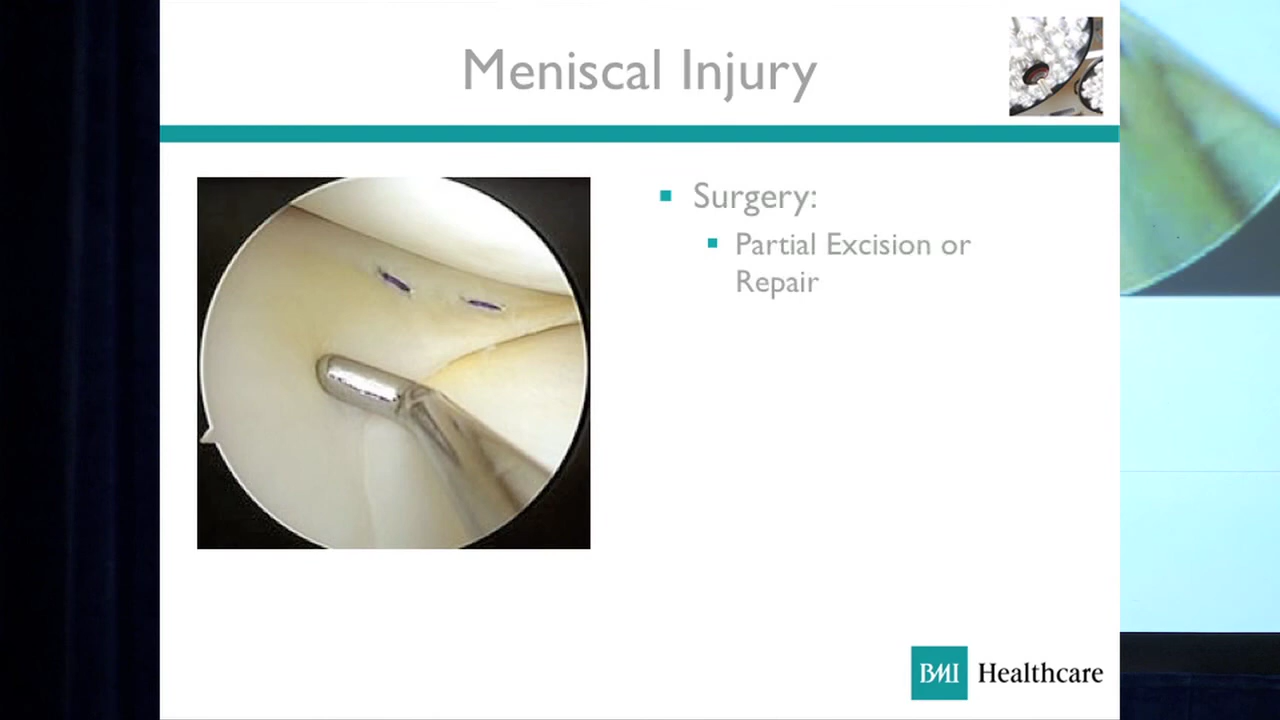 Meniscal Injury
Surgery:
Partial Excision or
Repair
BMI Healthcare